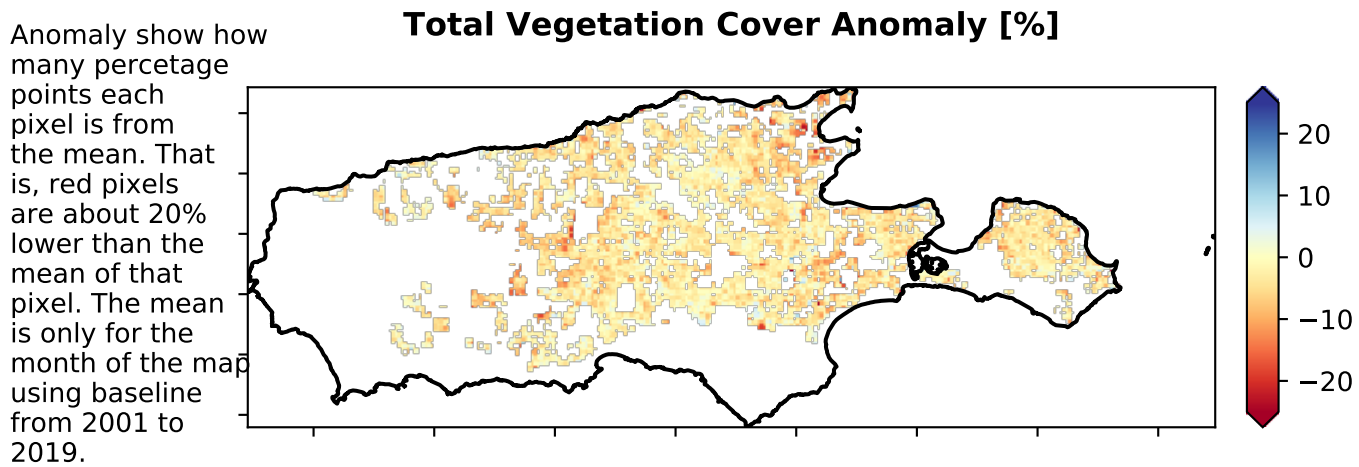 Total Vegetation Cover Anomaly [%]
Anomaly show how
many percetage
points each
pixel is from
the mean. That
is, red pixels
are about 20%
lower than the
mean of that
pixel. The mean
is only for the
month of the map
using baseline
from 2001 to
2019.
20
10
0
−10
−20